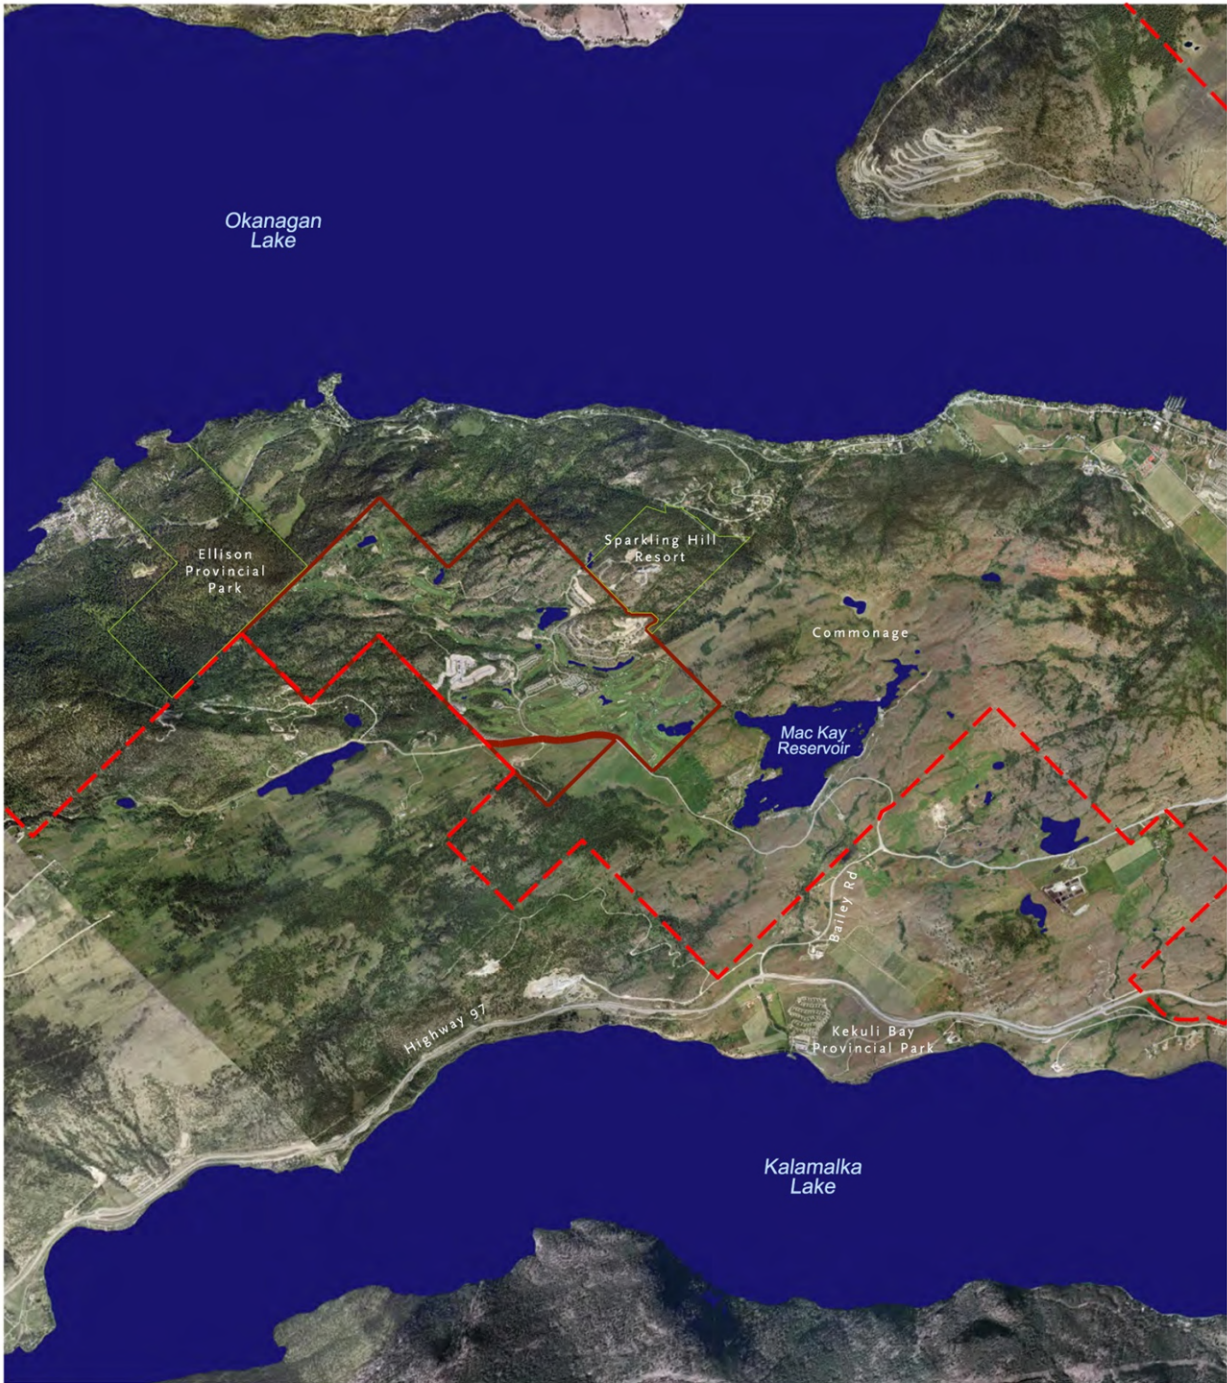 Okanagan
Lake
Ellison
Provincial
Park
Sparkling Hill
Resort
Commonage
Mac Kay
Reservoir
Bailey Rd
Highway 97
Kekuli Bay
Provincial Park
Kalamalka
Lake